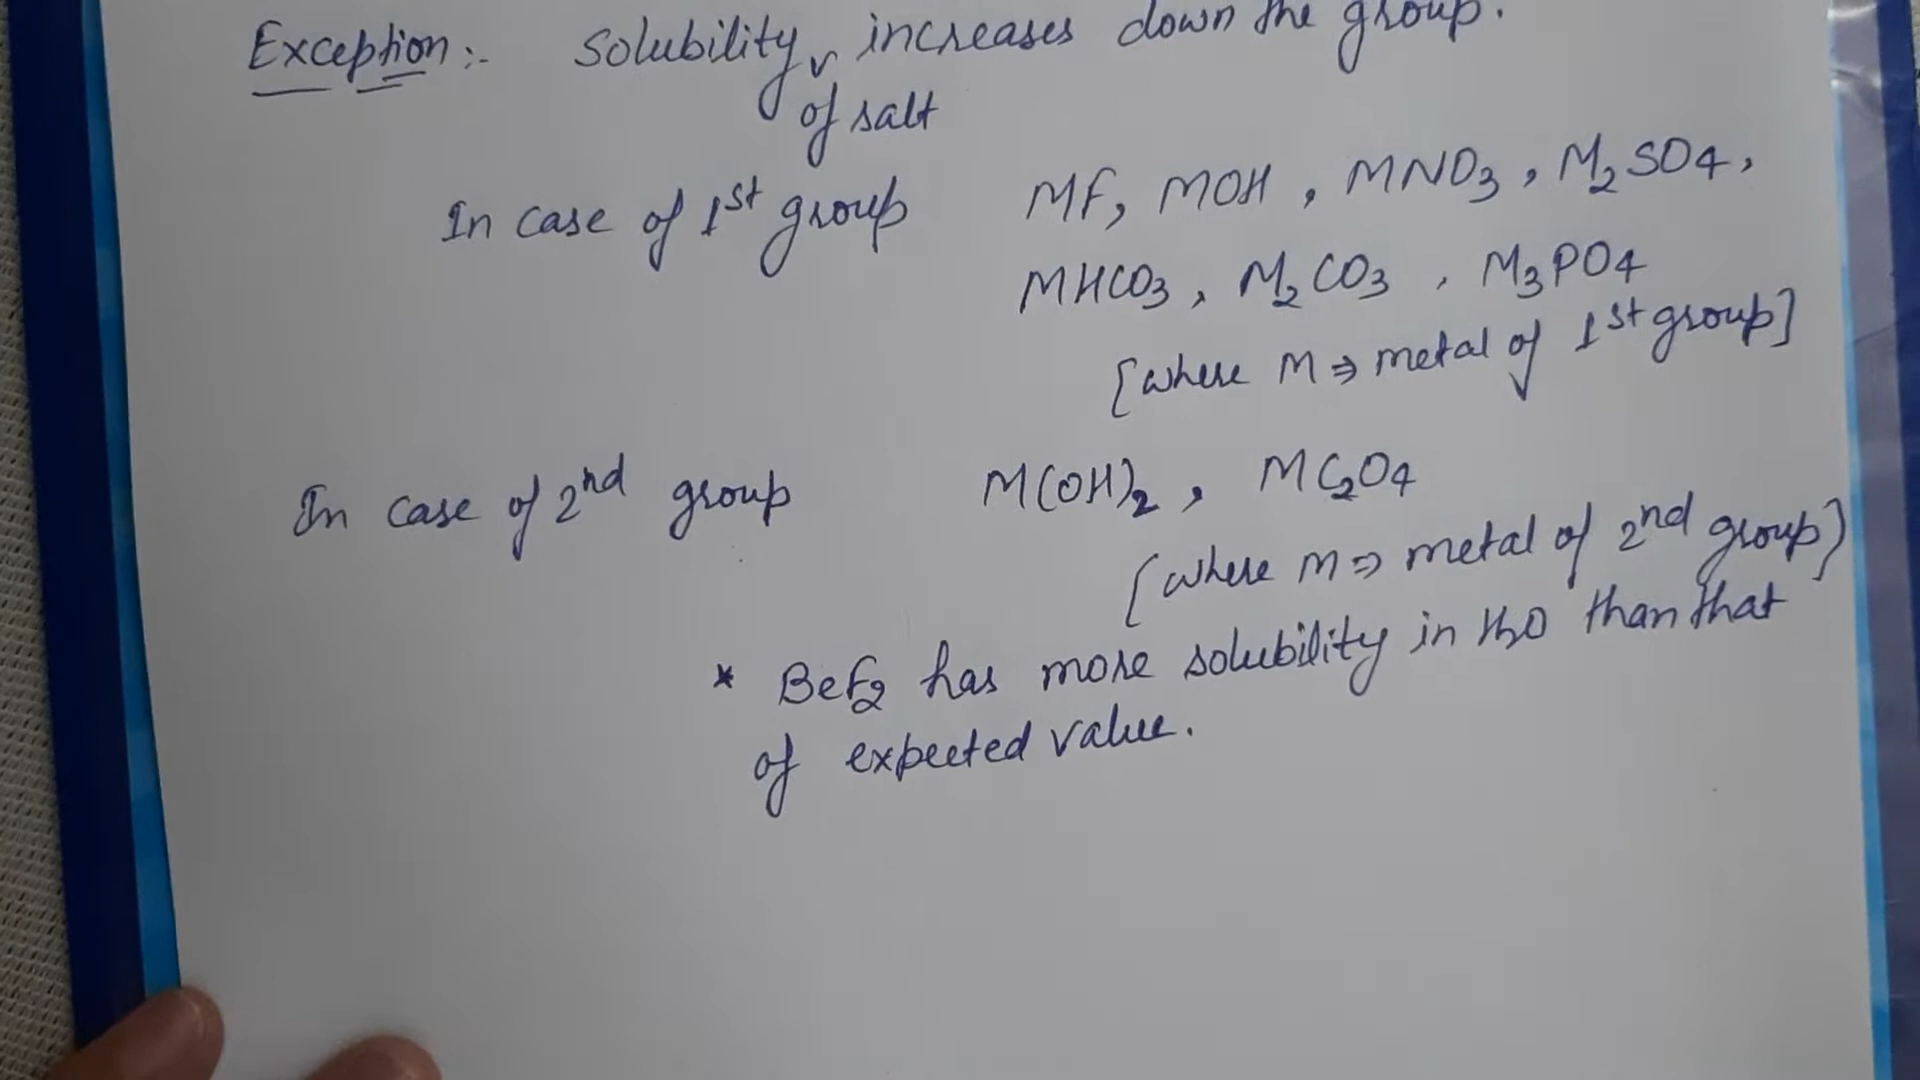 Exception :- Solubility of salt increases down the group.
In case of 1st group MF, MOH, MNO3, M2SO4,
MHCO3, M2CO3, M3PO4
[where M ⇒ metal of 1st group]
In case of 2nd group M(OH)2, MC2O4
[where M ⇒ metal of 2nd group]
* BeF2 has more solubility in H2O than that
of expected value.